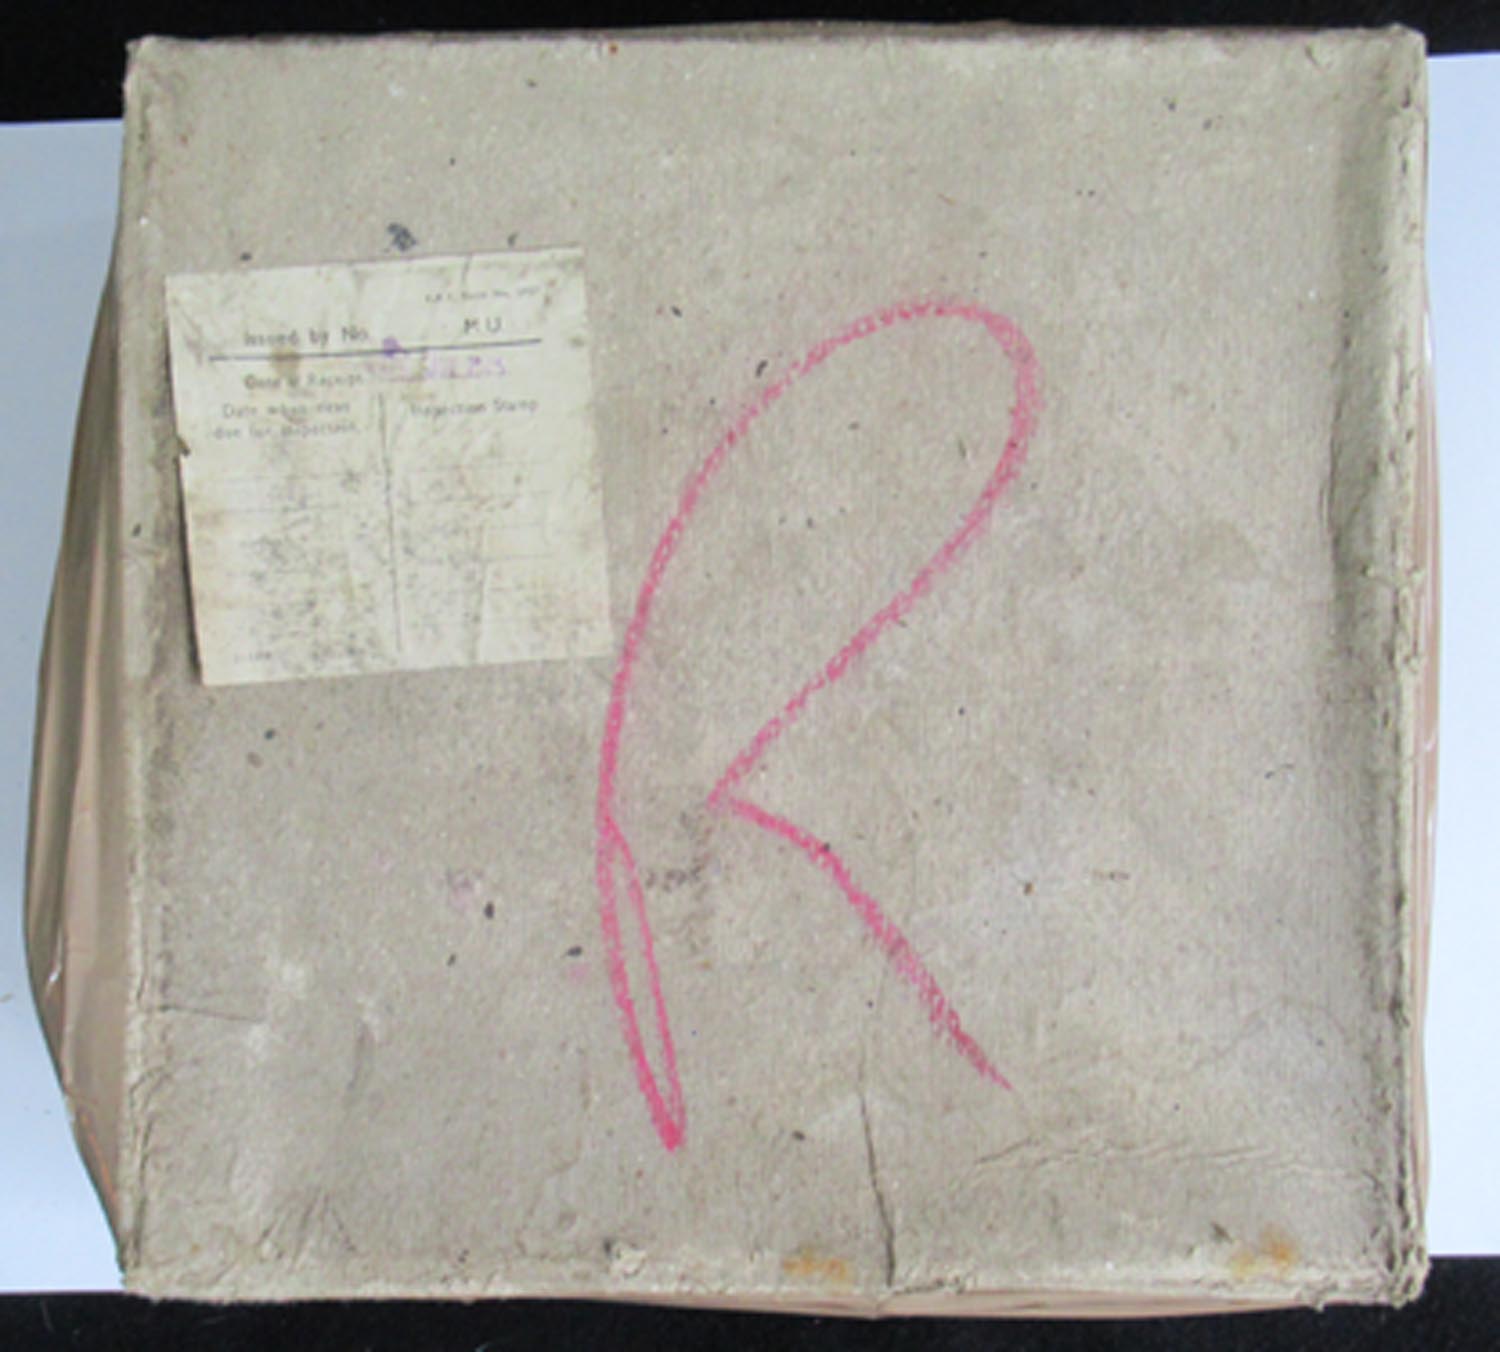 Issued by No. M.U.
Date of Receipt
Date when next Inspection Stamp
due for inspection.
R